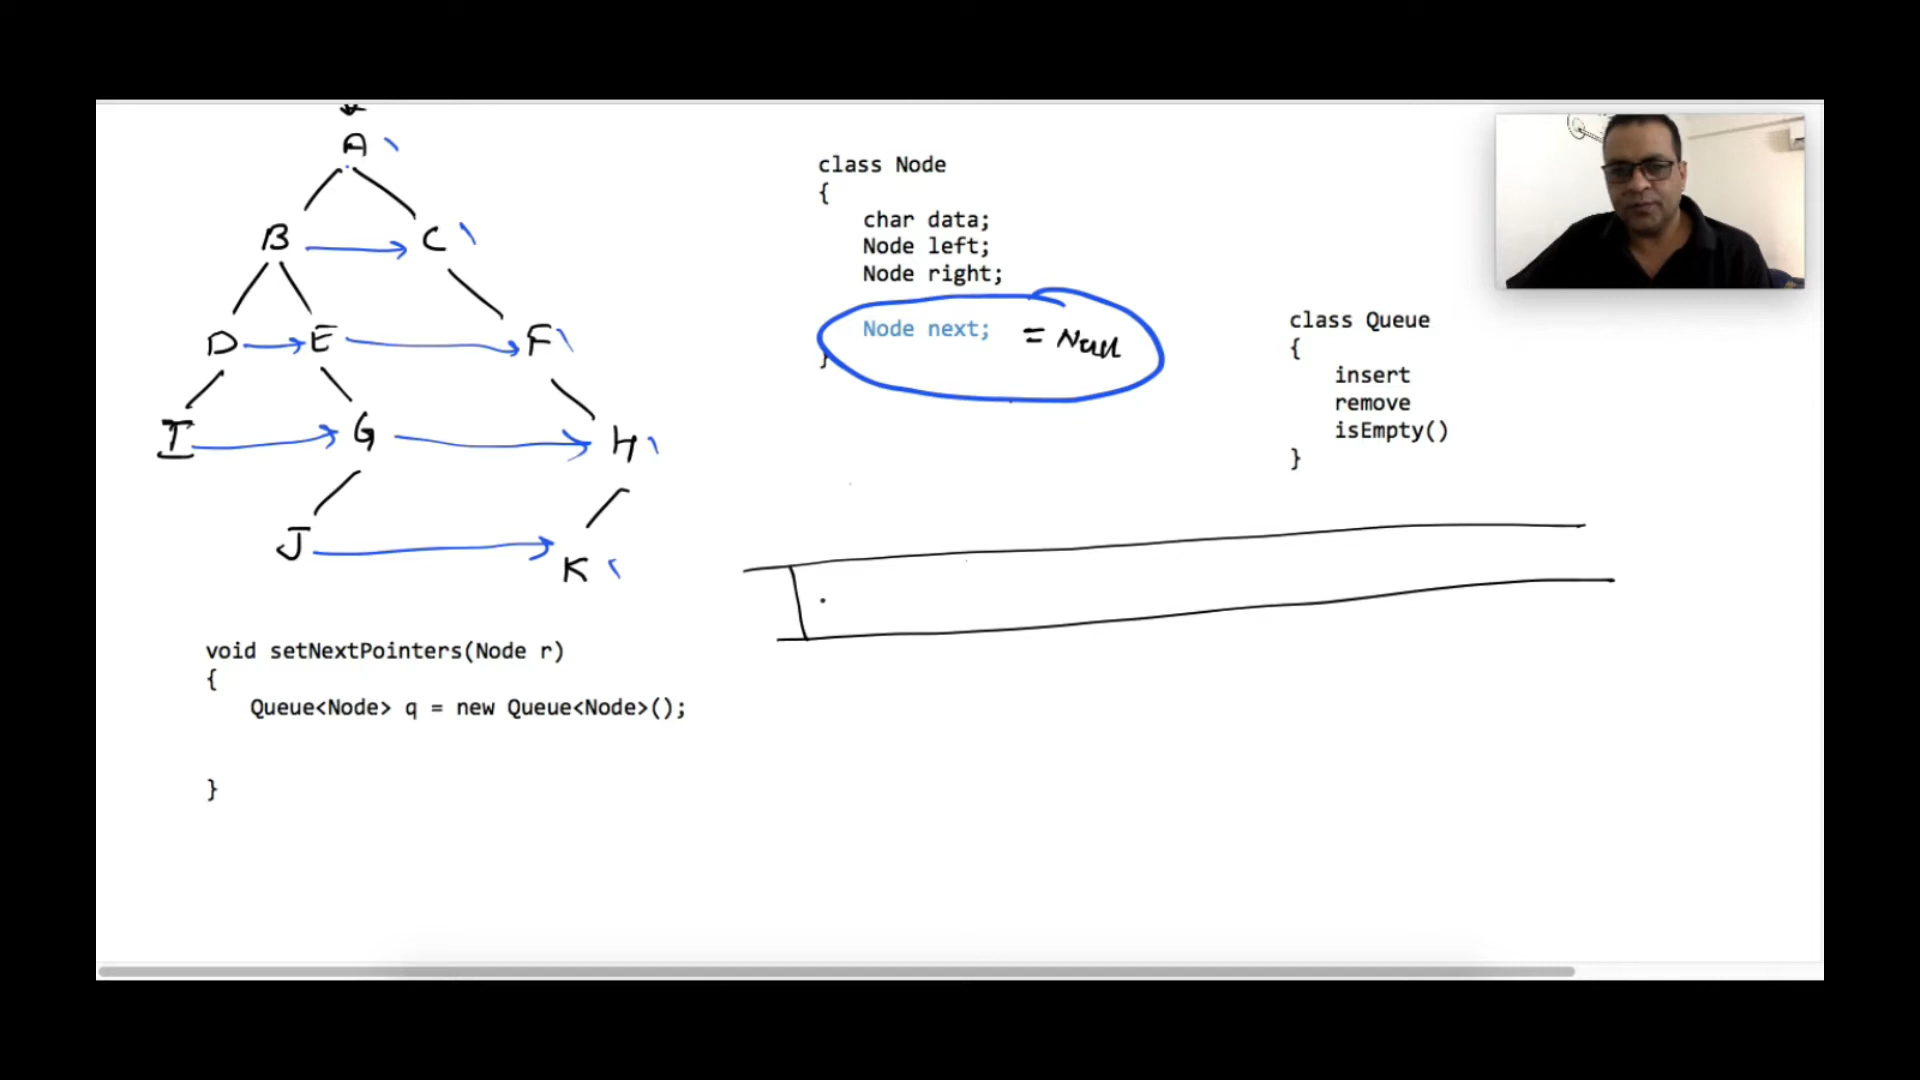 A
B C
D E F
I G H
J K
class Node
{
char data;
Node left;
Node right;
Node next; = Null
}
class Queue
{
insert
remove
isEmpty()
}
void setNextPointers(Node r)
{
Queue<Node> q = new Queue<Node>();
}